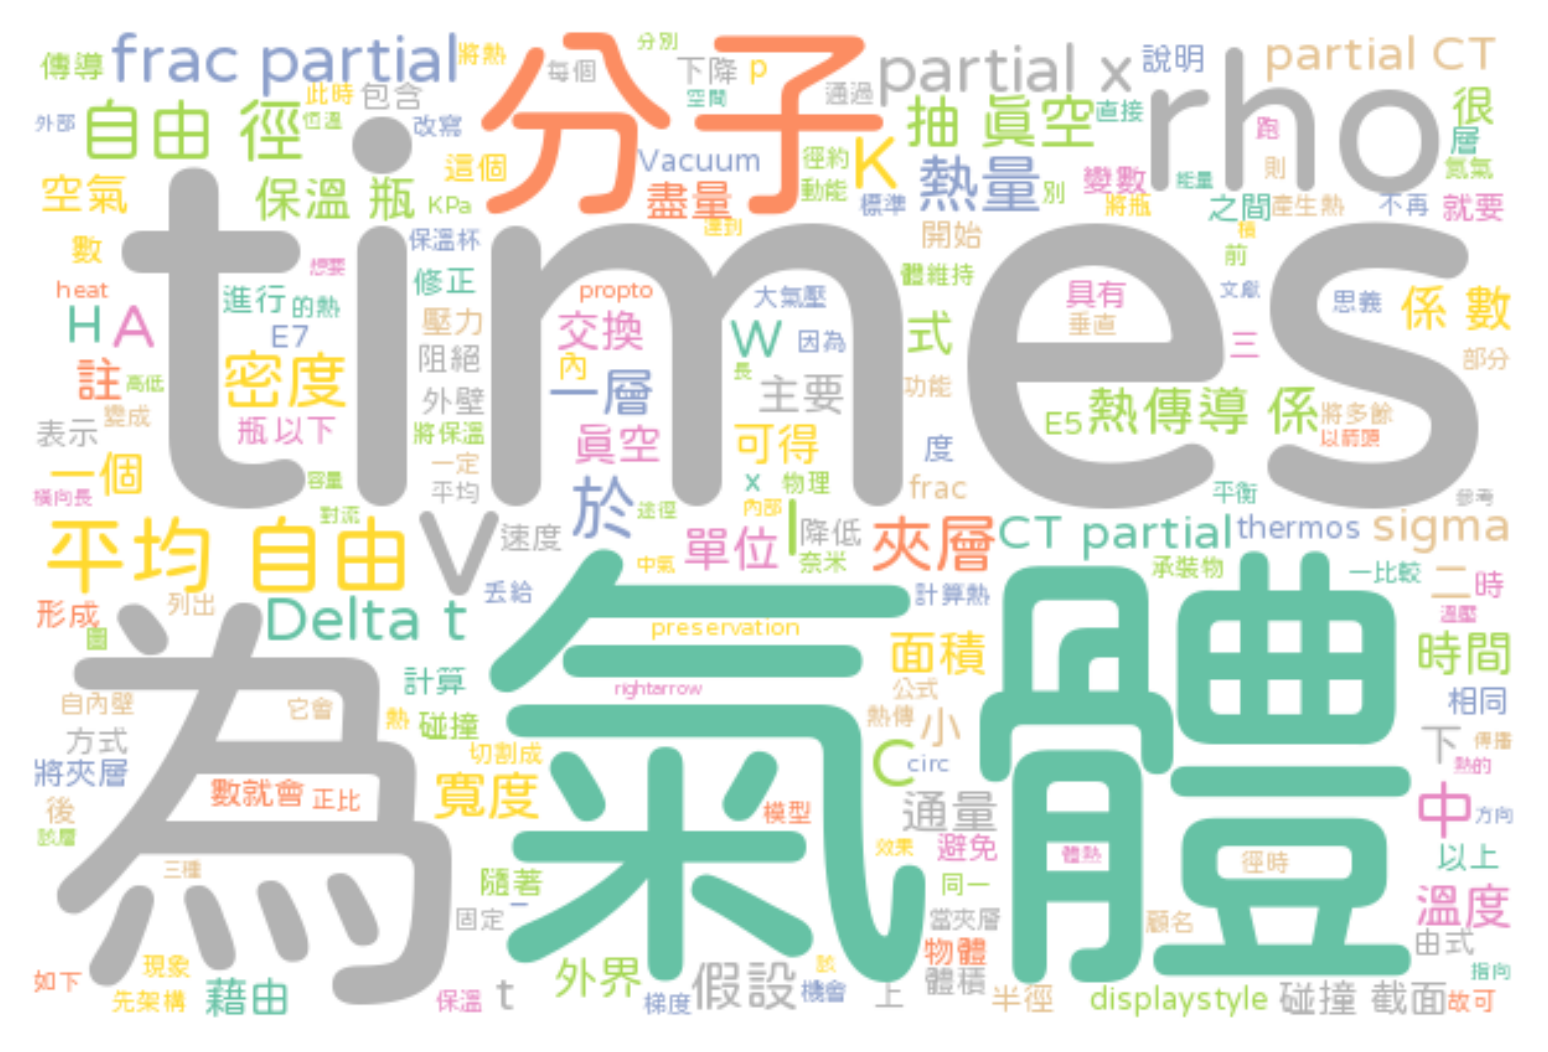 傳導 frac partial 將熱 分子 每個 分別 下降 p partial x 說明 rho partial CT
外部 自由 徑 此時 恒溫 包含 改寫 空間 通過 抽 真空 直接 很 層
空氣 保溫 瓶 這個 KPa Vacuum 盡量 徑約 動能 K 標準 熱量 別 變數 將瓶 能量 跑 則 之間 產生熱 不再 氮氣 就要
times
數 heat 保溫杯 想要 進行 的熱 修正 達到 開始 體維持 積 前 文獻 思義 係 數
H A E7 壓力 propto 交換 大氣壓 W 因為 式 具有 垂直 三 部分
註 高低 密度 阻絕 外壁 內 一層 長 主要 功能 E5 熱傳導 係 將多餘 以箭頭
表示 變成 瓶以下 將保溫 真空 可得 度
一個 橫向長 容量 一定 平均 於 途徑 x 物理 內部 frac 平衡 參考
平均 自由 對流 V 速度 中氣 單位 l 降低 奈米 夾層 CT partial thermos sigma
形成 列出 圖 Delta t 丟給 計算熱 承裝物 一比較 二 時 溫壓
為 氣體 preservation 面積 時間
自內壁 它會 計算 rightarrow 公式 相同
方式 熱 碰撞 熱傳 小 下 傳播
將夾層 切割成 C circ 熱的
後 該層 數就會 正比 寬度 模型 通量 中 方向
三種 隨著 效果 避免 體熱 徑時 以上
固定 同一 當夾層 顧名 溫度
如下 現象 先架構 藉由 保溫 t 外界 梯度 假設 該 機會 上 物體 體積 半徑 displaystyle 碰撞 截面 由式 指向 故可